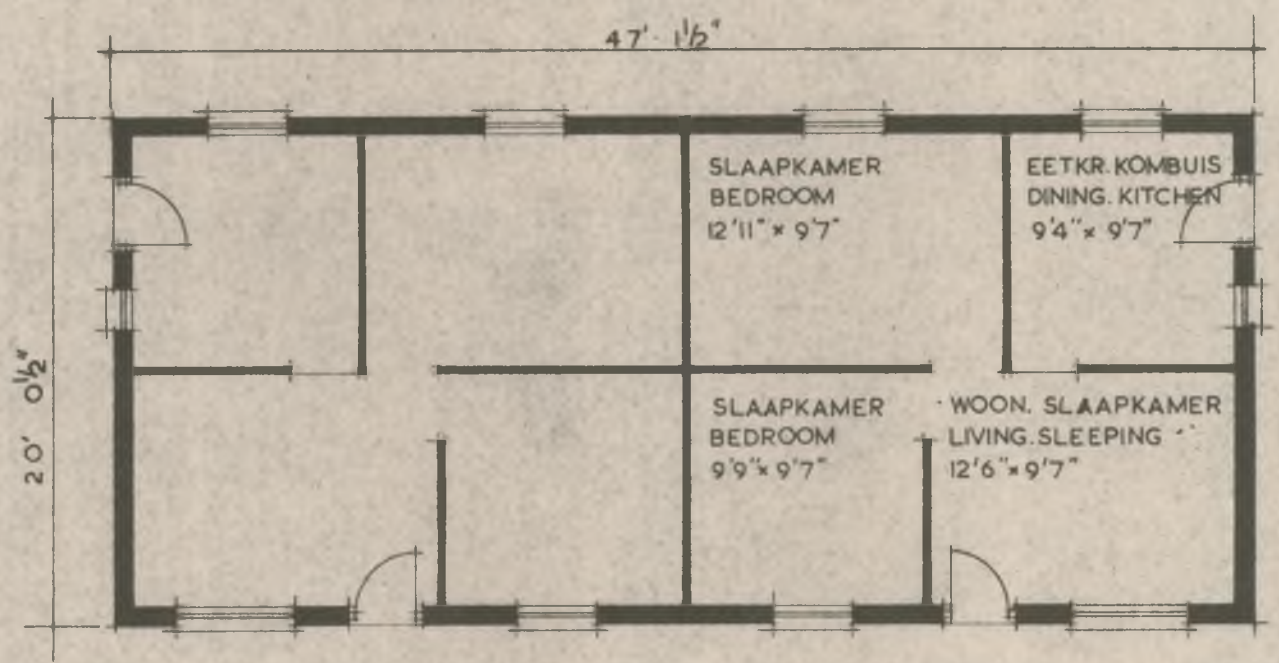 47'· 1½"
SLAAPKAMER
BEDROOM
12'11" × 9'7"
EETKR. KOMBUIS
DINING. KITCHEN
9'4" × 9'7"
20' 0½"
SLAAPKAMER
BEDROOM
9'9" × 9'7"
WOON. SLAAPKAMER
LIVING. SLEEPING
12'6" × 9'7"